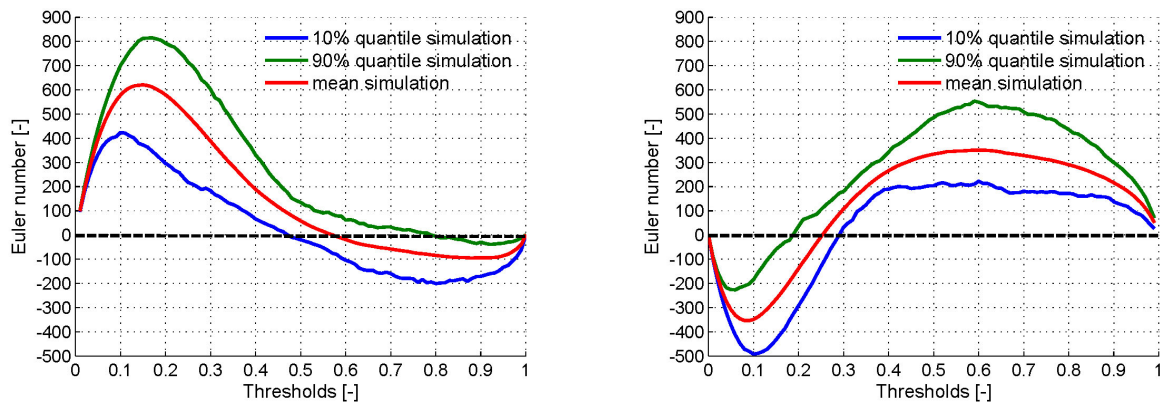 900
800
700
600
500
400
300
200
100
0
-100
-200
-300
-400
-500
Euler number [-]
10% quantile simulation
90% quantile simulation
mean simulation
0 0.1 0.2 0.3 0.4 0.5 0.6 0.7 0.8 0.9 1
Thresholds [-]
900
800
700
600
500
400
300
200
100
0
-100
-200
-300
-400
-500
Euler number [-]
10% quantile simulation
90% quantile simulation
mean simulation
0 0.1 0.2 0.3 0.4 0.5 0.6 0.7 0.8 0.9 1
Thresholds [-]